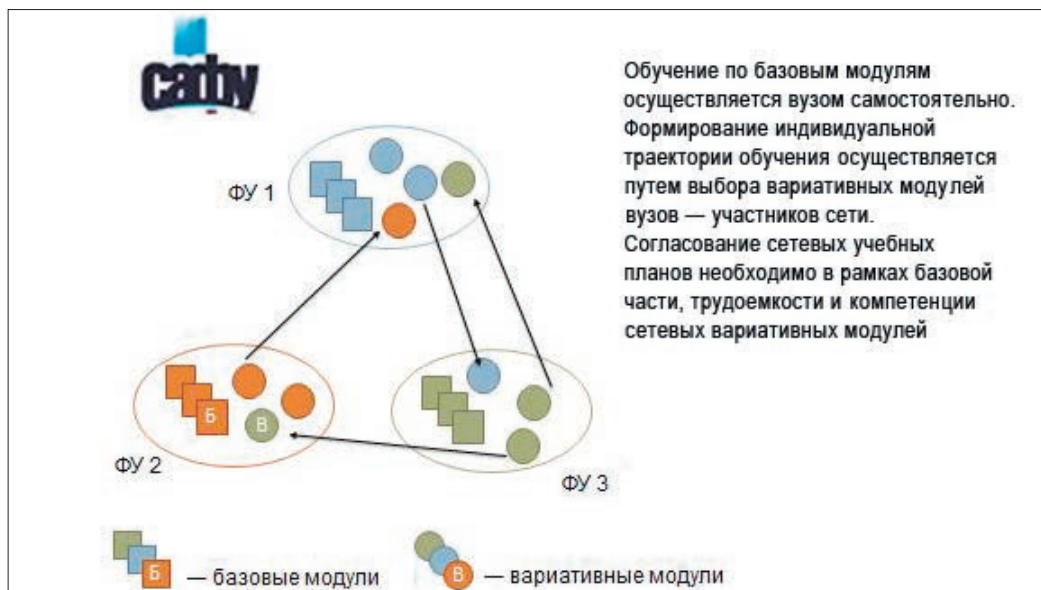 сафу
Обучение по базовым модулям
осуществляется вузом самостоятельно.
Формирование индивидуальной
траектории обучения осуществляется
путем выбора вариативных модулей
вузов — участников сети.
Согласование сетевых учебных
планов необходимо в рамках базовой
части, трудоемкости и компетенции
сетевых вариативных модулей
ФУ 1
Б
В
ФУ 2
ФУ 3
Б — базовые модули
В — вариативные модули